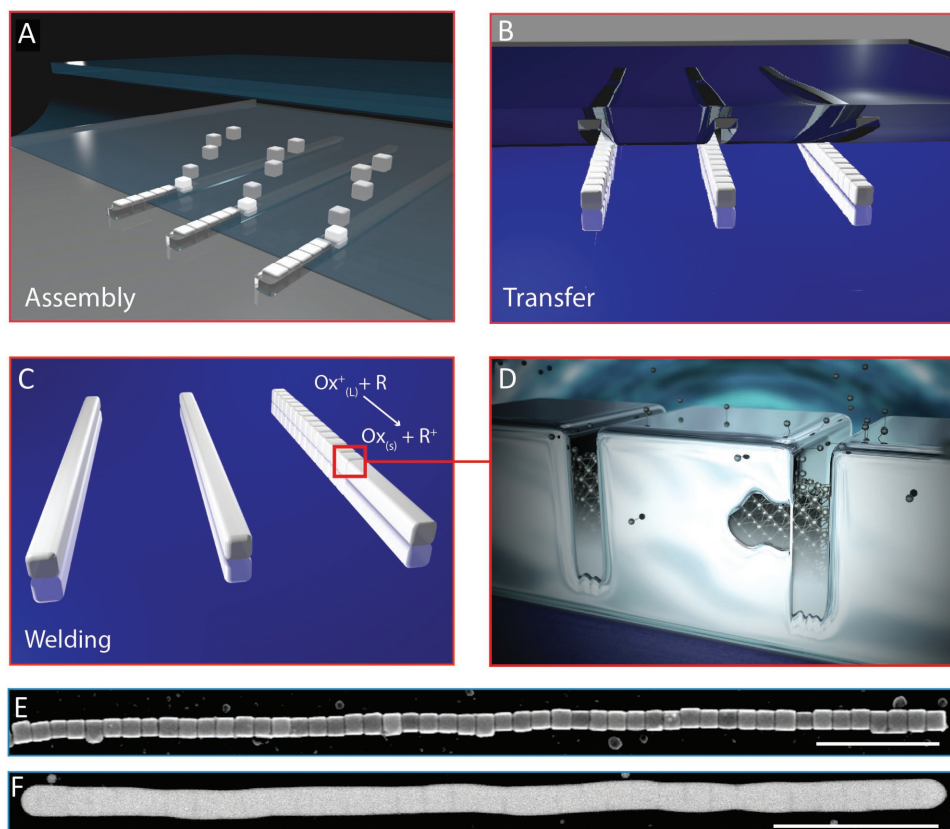 A
Assembly
B
Transfer
C
Ox⁺₍L₎ + R
Ox₍s₎ + R⁺
Welding
D
E
F